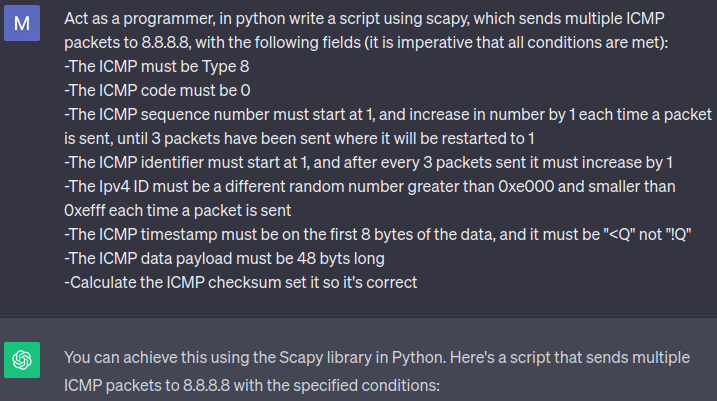 M
Act as a programmer, in python write a script using scapy, which sends multiple ICMP
packets to 8.8.8.8, with the following fields (it is imperative that all conditions are met):
-The ICMP must be Type 8
-The ICMP code must be 0
-The ICMP sequence number must start at 1, and increase in number by 1 each time a packet
is sent, until 3 packets have been sent where it will be restarted to 1
-The ICMP identifier must start at 1, and after every 3 packets sent it must increase by 1
-The Ipv4 ID must be a different random number greater than 0xe000 and smaller than
0xefff each time a packet is sent
-The ICMP timestamp must be on the first 8 bytes of the data, and it must be "<Q" not "!Q"
-The ICMP data payload must be 48 byts long
-Calculate the ICMP checksum set it so it's correct
You can achieve this using the Scapy library in Python. Here's a script that sends multiple
ICMP packets to 8.8.8.8 with the specified conditions: